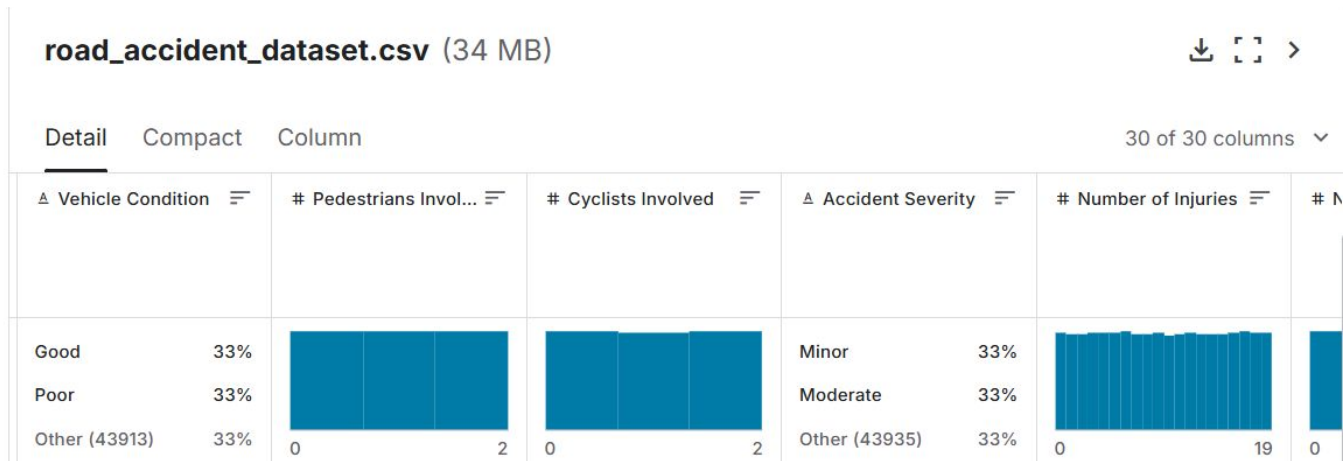 road_accident_dataset.csv (34 MB)
Detail Compact Column 30 of 30 columns
A Vehicle Condition # Pedestrians Invol... # Cyclists Involved A Accident Severity # Number of Injuries # N
Good 33% Minor 33%
Poor 33% Moderate 33%
Other (43913) 33% 0 2 0 2 Other (43935) 33% 0 19 0